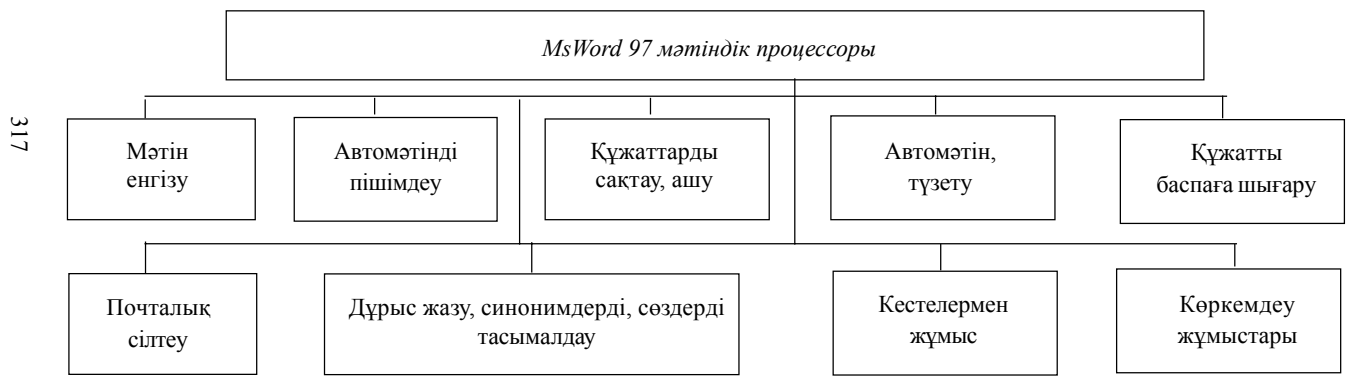 MsWord 97 мәтіндік процессоры
317
Мәтін
енгізу
Автомәтінді
пішімдеу
Құжаттарды
сақтау, ашу
Автомәтін,
түзету
Құжатты
баспаға шығару
Почталық
сілтеу
Дұрыс жазу, синонимдерді, сөздерді
тасымалдау
Кестелермен
жұмыс
Көркемдеу
жұмыстары